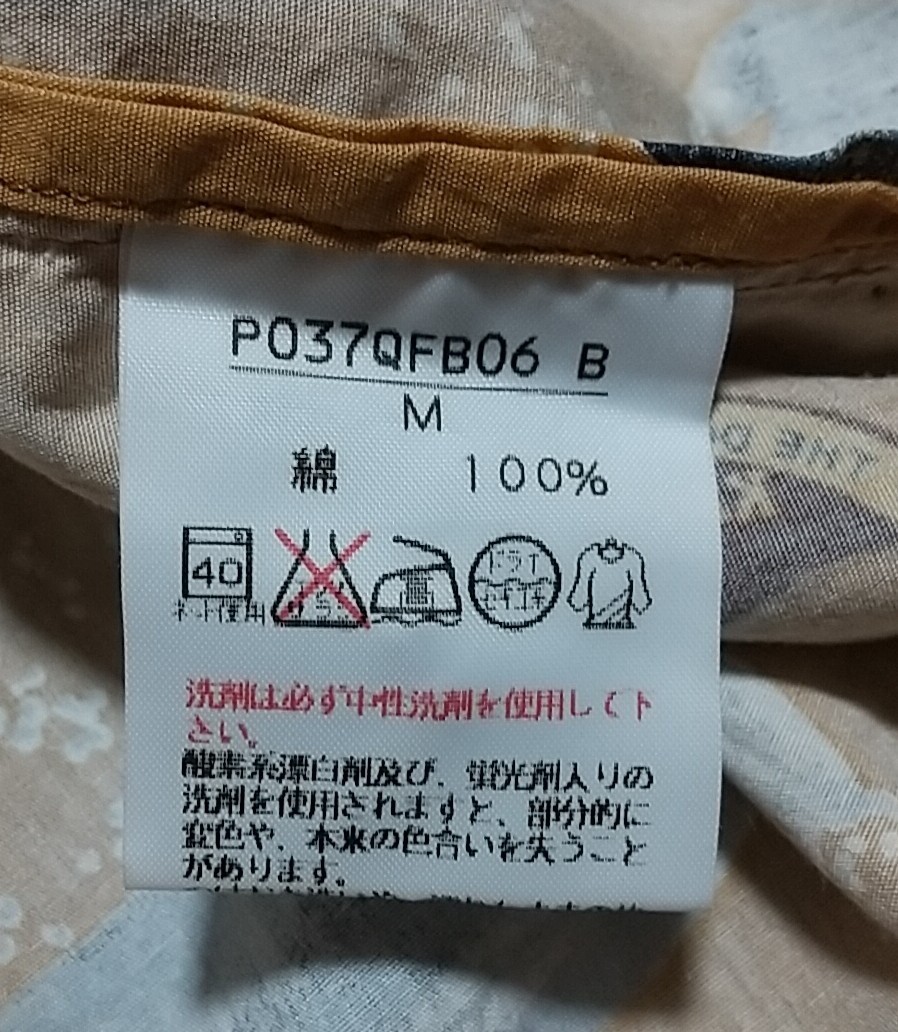 P037QFB06 B
M
綿 100%
40
ネット使用
洗剤は必ず中性洗剤を使用して下
さい。
酸素系漂白剤及び、蛍光剤入りの
洗剤を使用されますと、部分的に
変色や、本来の色合いを失うこと
があります。
THE D